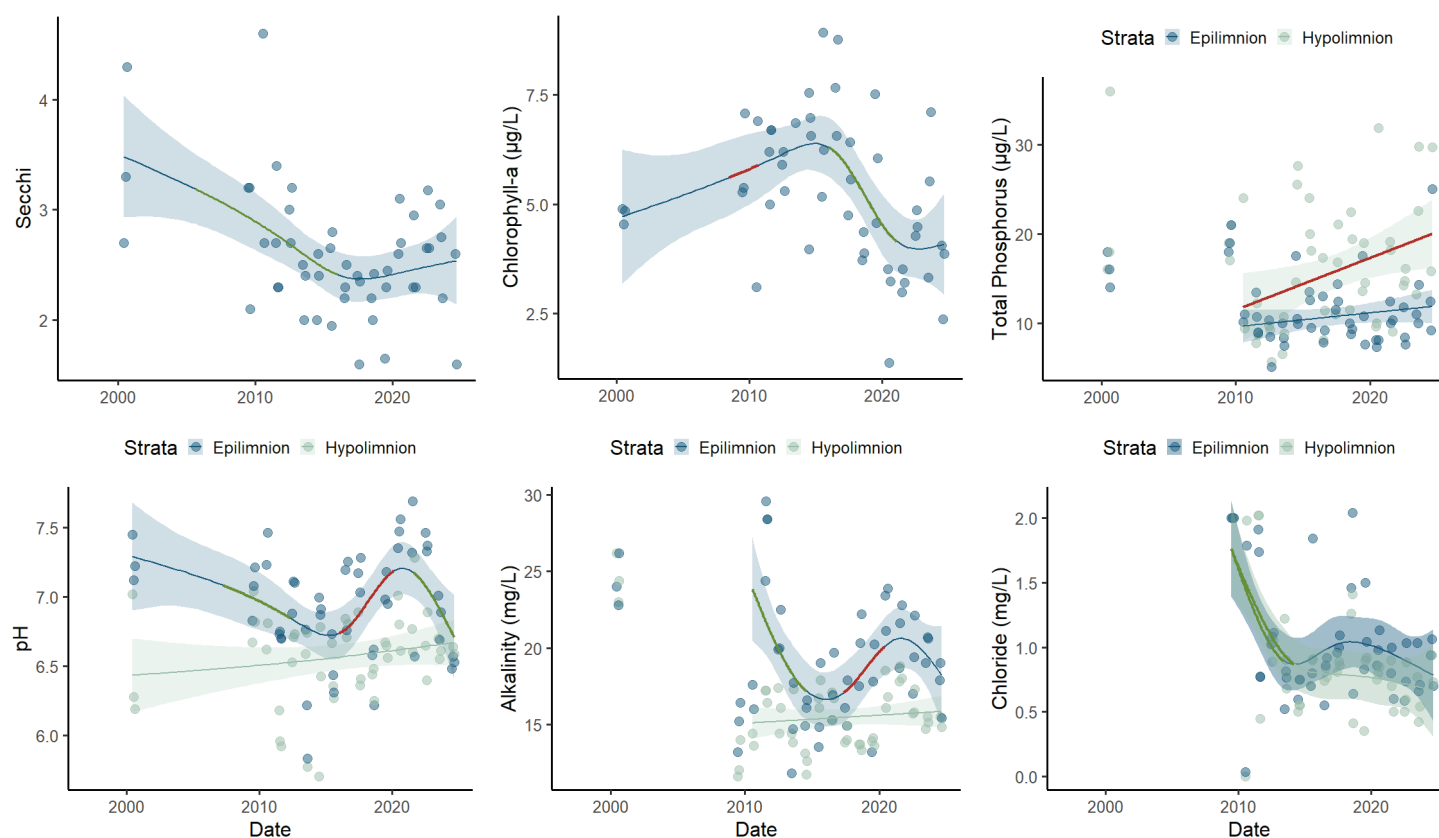 Secchi
4
3
2
2000 2010 2020
Chlorophyll-a (µg/L)
7.5
5.0
2.5
2000 2010 2020
Strata Epilimnion Hypolimnion
Total Phosphorus (µg/L)
30
20
10
2000 2010 2020
Strata Epilimnion Hypolimnion
pH
7.5
7.0
6.5
6.0
2000 2010 2020
Date
Strata Epilimnion Hypolimnion
Alkalinity (mg/L)
30
25
20
15
2000 2010 2020
Date
Strata Epilimnion Hypolimnion
Chloride (mg/L)
2.0
1.5
1.0
0.5
0.0
2000 2010 2020
Date